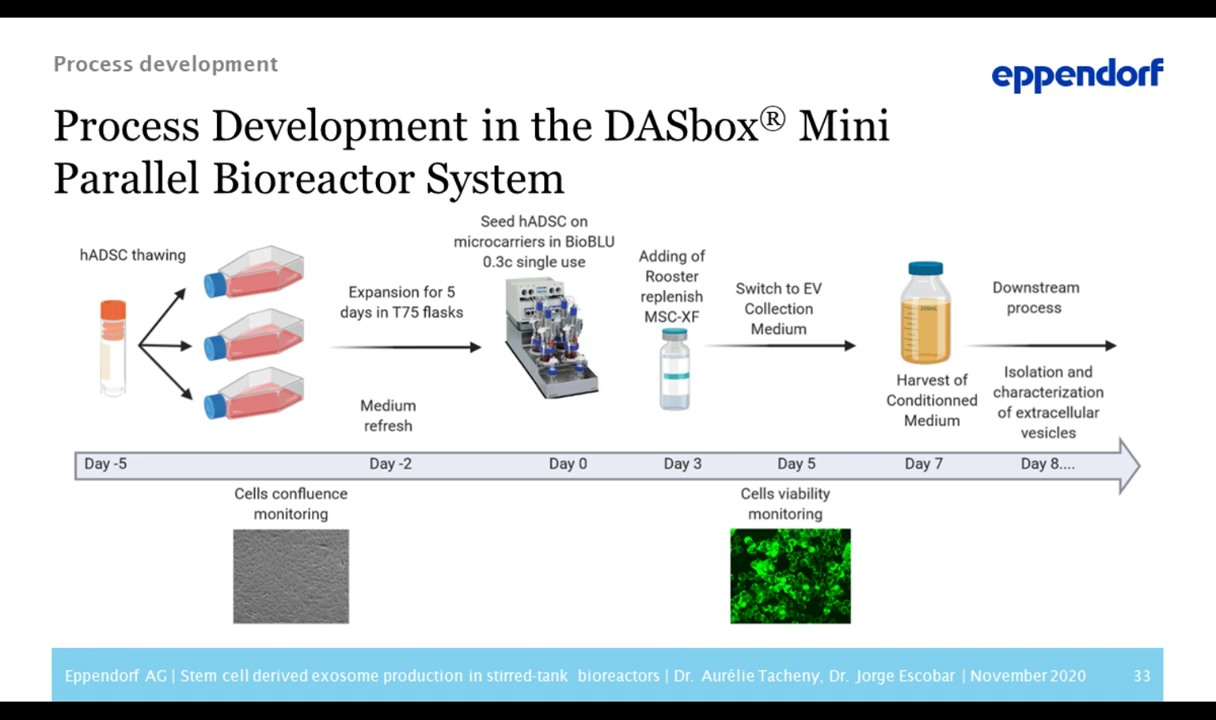 Process development
eppendorf
Process Development in the DASbox® Mini
Parallel Bioreactor System
hADSC thawing
Expansion for 5
days in T75 flasks
Medium
refresh
Seed hADSC on
microcarriers in BioBLU
0.3c single use
Adding of
Rooster
replenish
MSC-XF
Switch to EV
Collection
Medium
Harvest of
Conditionned
Medium
Downstream
process
Isolation and
characterization
of extracellular
vesicles
Day -5
Day -2
Day 0
Day 3
Day 5
Day 7
Day 8....
Cells confluence
monitoring
Cells viability
monitoring
Eppendorf AG | Stem cell derived exosome production in stirred-tank bioreactors | Dr. Aurélie Tacheny, Dr. Jorge Escobar | November 2020
33